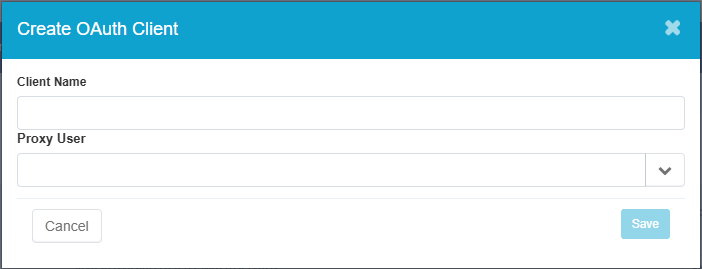 Create OAuth Client
Client Name
Proxy User
Cancel
Save